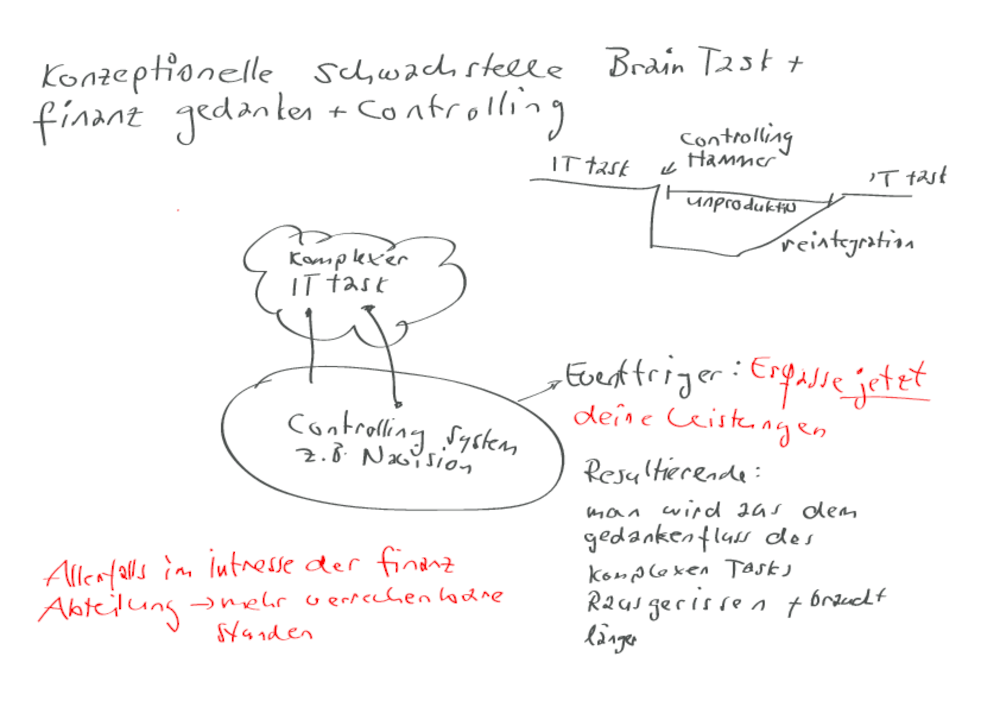 Konzeptionelle Schwachstelle Brain Task +
finanz gedanken + Controlling
Controlling
Hammer
IT task
IT task
unproduktiv
reintegration
Komplexer
IT task
Controlling System
z.B. Navision
Eventtriger: Erfasse jetzt
deine Leistungen
Resultierende:
man wird aus dem
gedankenfluss des
Komplexen Tasks
Rausgerissen + braucht
länger
Allenfalls im Intresse der finanz
Abteilung → mehr verrechenbare
Stunden